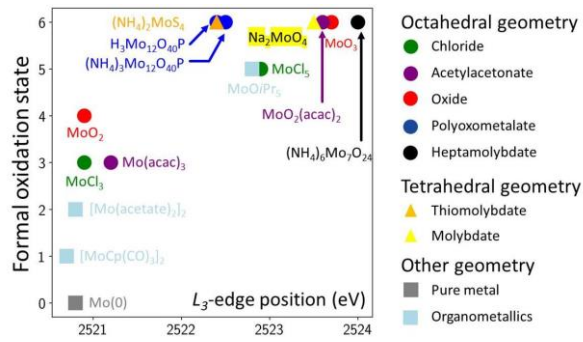 (NH4)2MoS4
H3Mo12O40P
(NH4)3Mo12O40P
Na2MoO4
MoO3
MoCl5
MoOiPr5
MoO2(acac)2
(NH4)6Mo7O24
MoO2
Mo(acac)3
MoCl3
[Mo(acetate)2]2
[MoCp(CO)3]2
Mo(0)
Formal oxidation state
6
5
4
3
2
1
0
L3-edge position (eV)
2521
2522
2523
2524
Octahedral geometry
Chloride
Acetylacetonate
Oxide
Polyoxometalate
Heptamolybdate
Tetrahedral geometry
Thiomolybdate
Molybdate
Other geometry
Pure metal
Organometallics